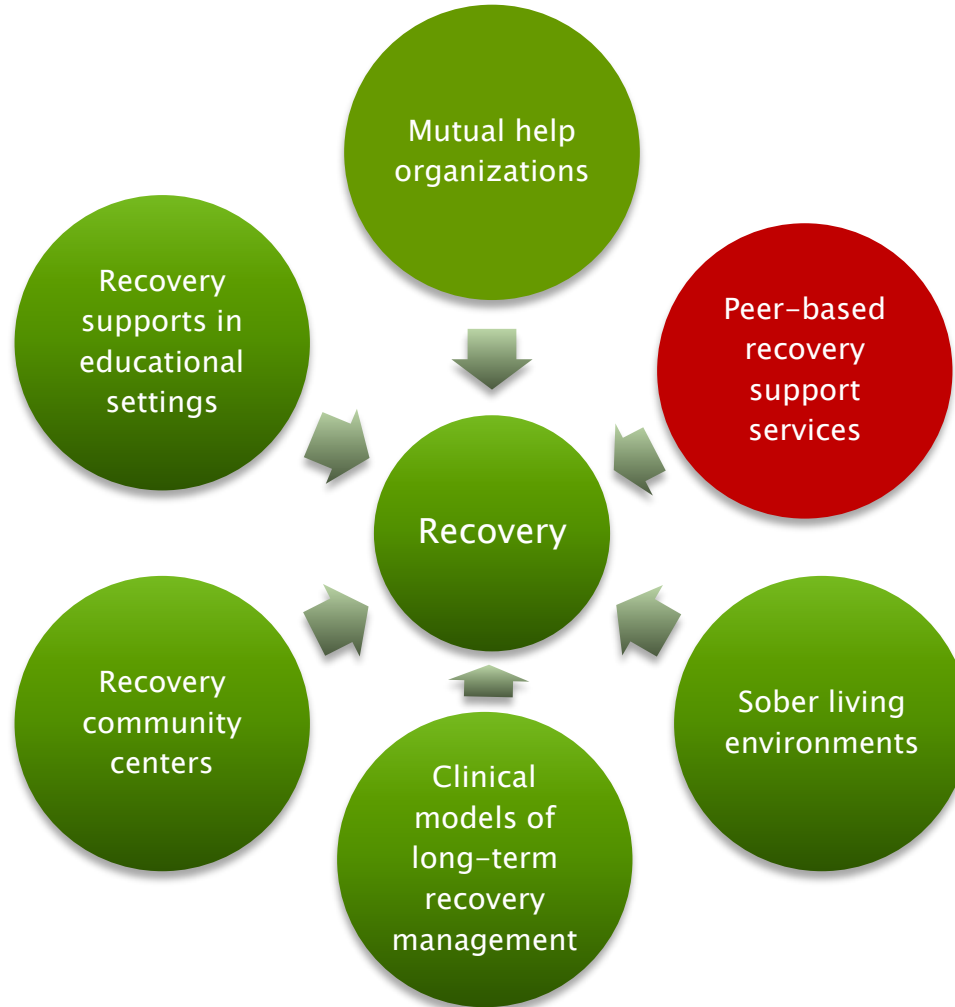 Mutual help
organizations
Recovery
supports in
educational
settings
Peer-based
recovery
support
services
Recovery
Recovery
community
centers
Sober living
environments
Clinical
models of
long-term
recovery
management